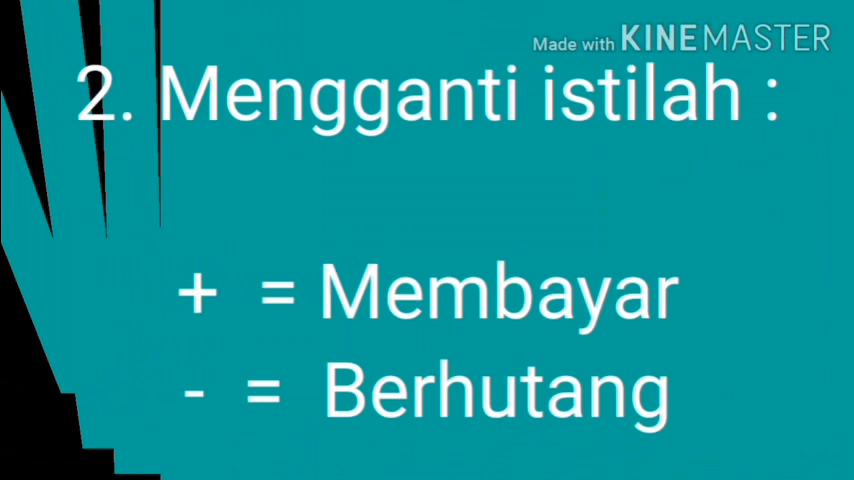 Made with KINEMASTER
2. Mengganti istilah :
+ = Membayar
- = Berhutang